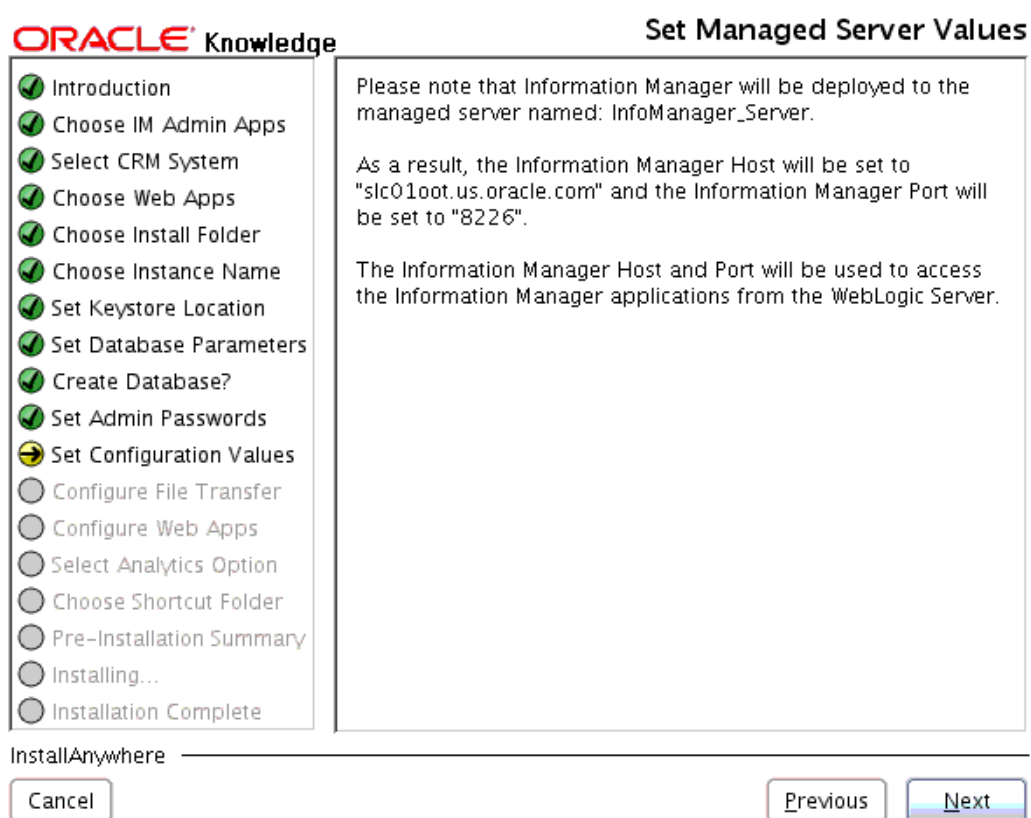 ORACLE Knowledge
Set Managed Server Values
Introduction
Choose IM Admin Apps
Select CRM System
Choose Web Apps
Choose Install Folder
Choose Instance Name
Set Keystore Location
Set Database Parameters
Create Database?
Set Admin Passwords
Set Configuration Values
Configure File Transfer
Configure Web Apps
Select Analytics Option
Choose Shortcut Folder
Pre-Installation Summary
Installing...
Installation Complete
Please note that Information Manager will be deployed to the
managed server named: InfoManager_Server.
As a result, the Information Manager Host will be set to
"slc01oot.us.oracle.com" and the Information Manager Port will
be set to "8226".
The Information Manager Host and Port will be used to access
the Information Manager applications from the WebLogic Server.
InstallAnywhere
Cancel
Previous
Next